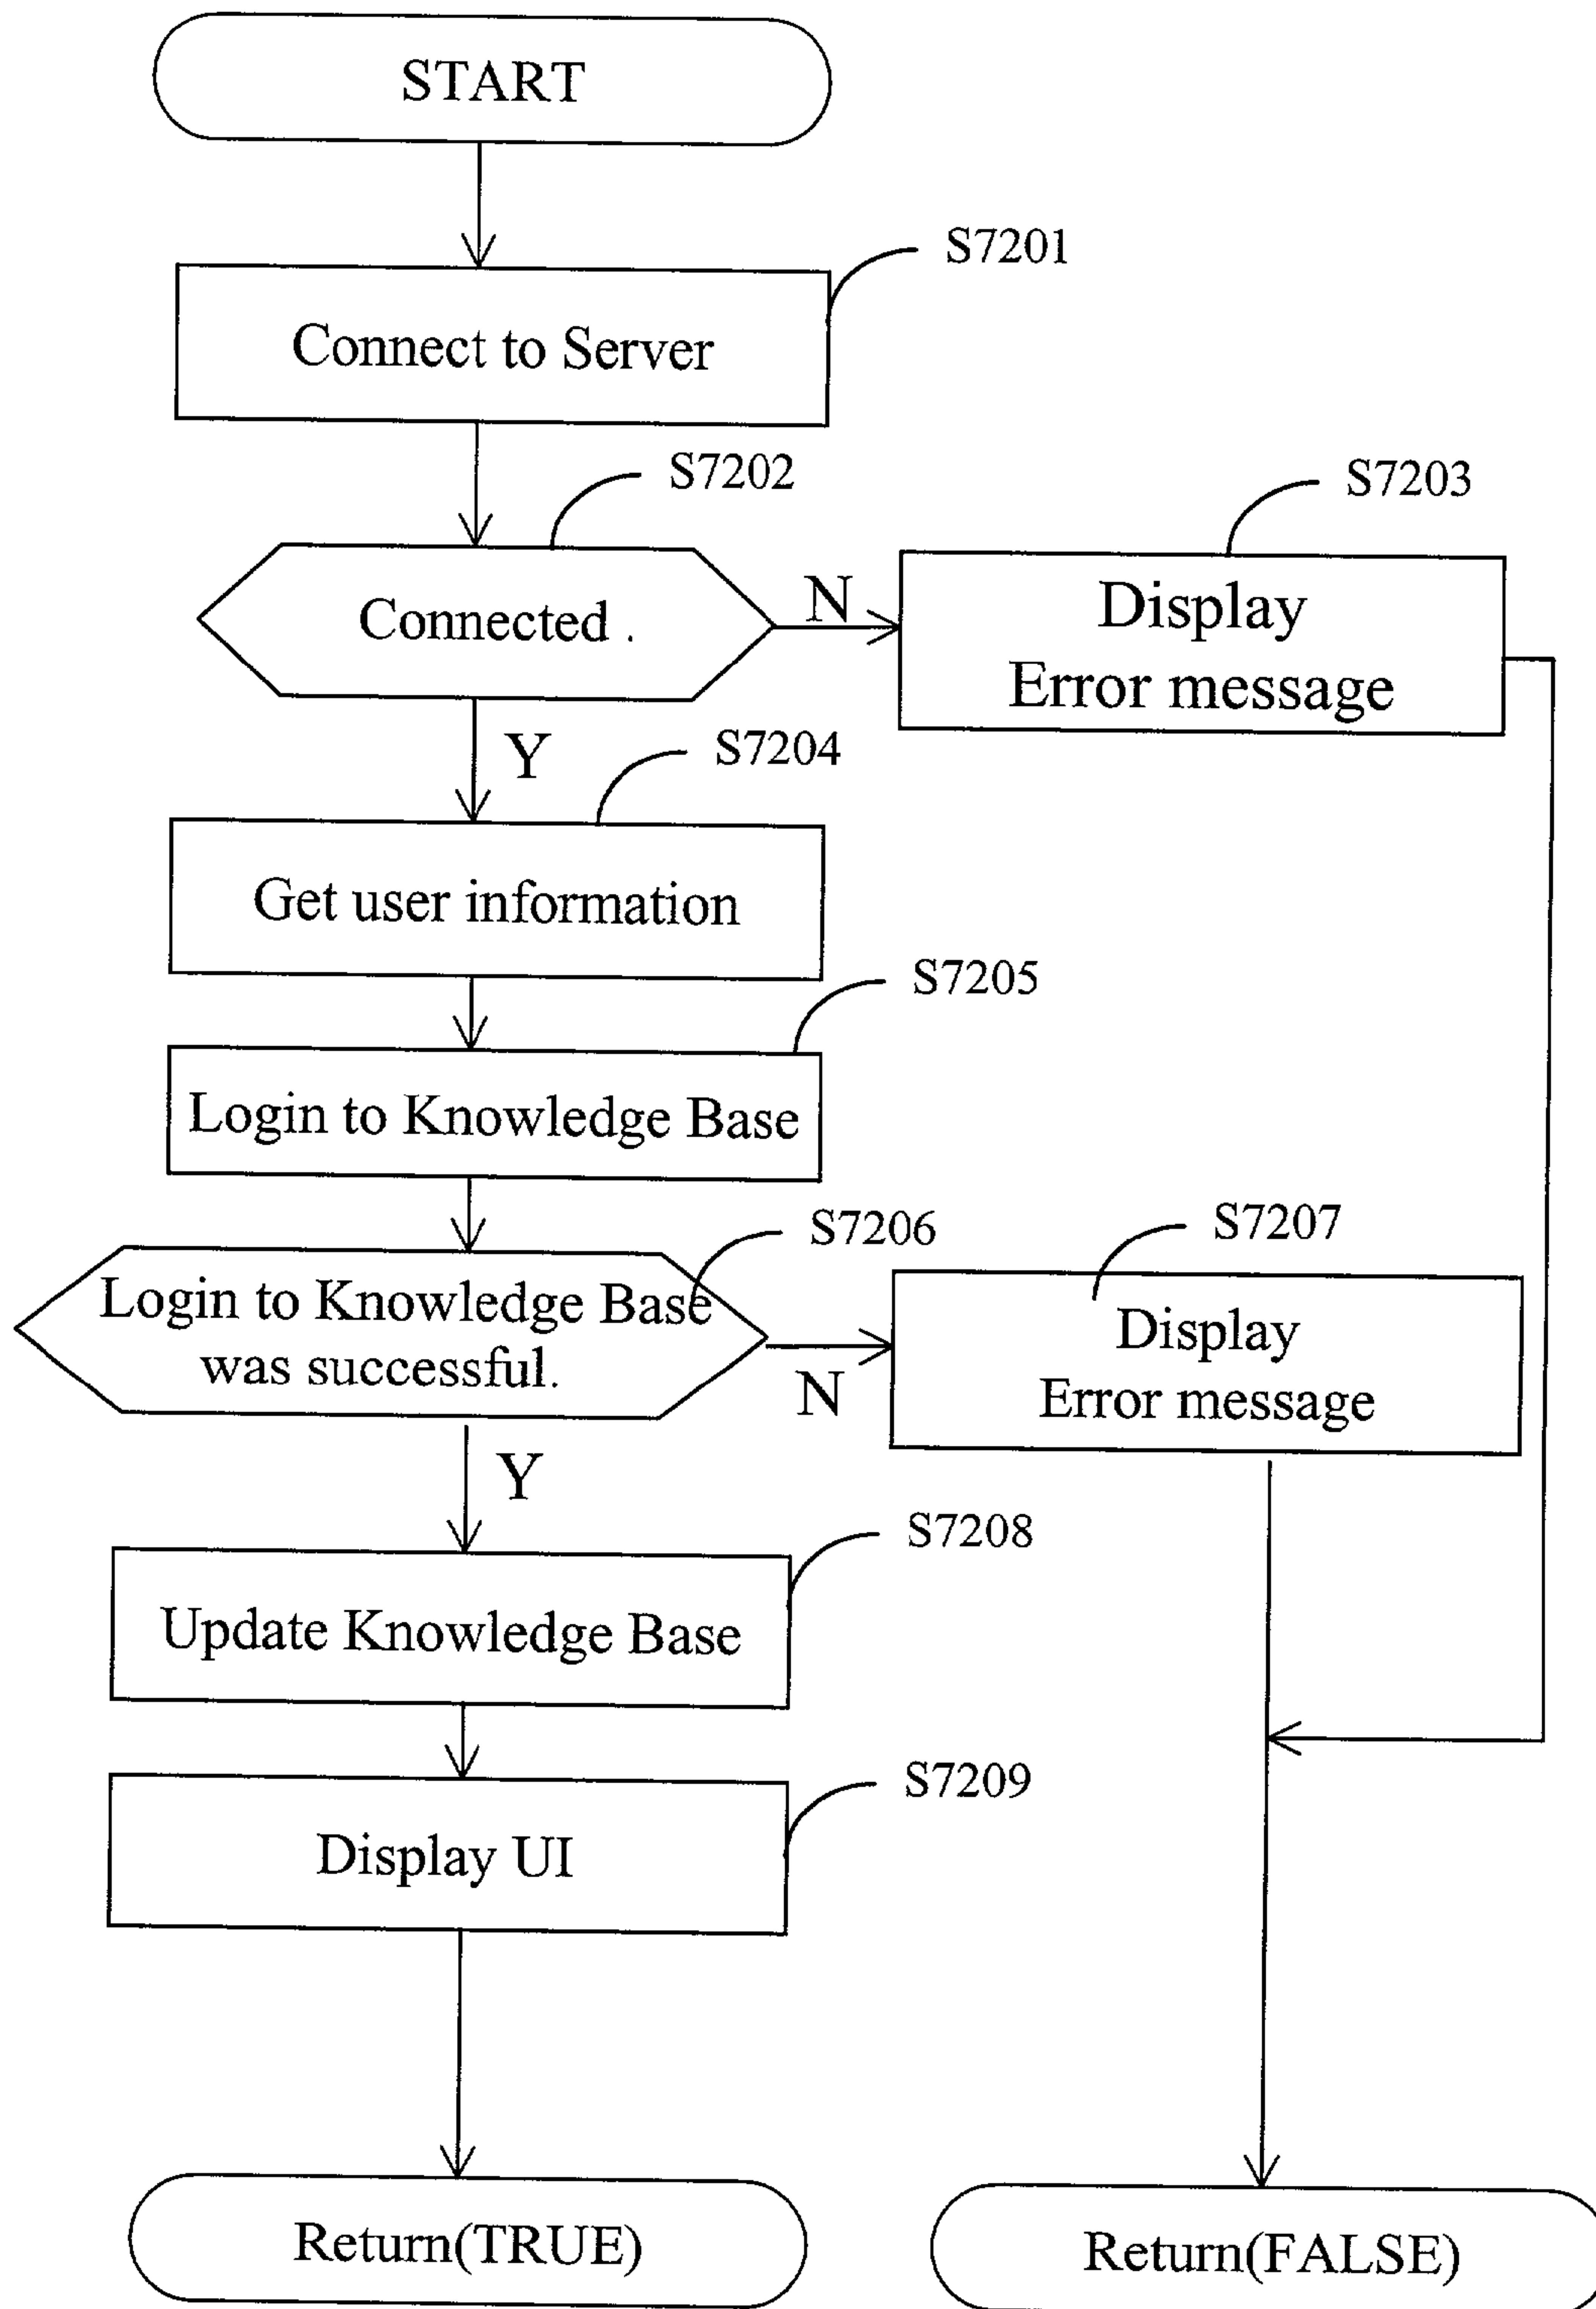 START
S7201
Connect to Server
S7202
S7203
Connected .
N
Display
Error message
Y
S7204
Get user information
S7205
Login to Knowledge Base
S7206
S7207
Login to Knowledge Base
was successful.
N
Display
Error message
Y
S7208
Update Knowledge Base
S7209
Display UI
Return(TRUE)
Return(FALSE)